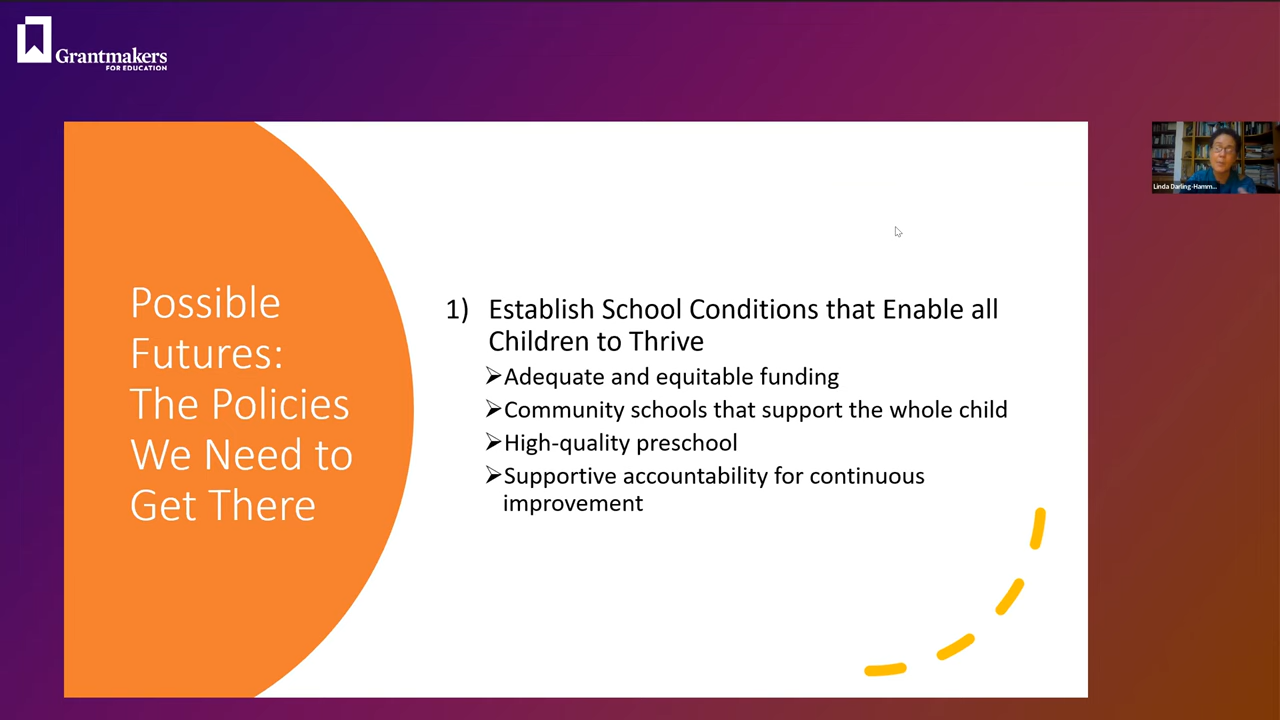 Grantmakers
FOR EDUCATION
Linda Darling-Hamm...
Possible
Futures:
The Policies
We Need to
Get There
1) Establish School Conditions that Enable all
Children to Thrive
➢Adequate and equitable funding
➢Community schools that support the whole child
➢High-quality preschool
➢Supportive accountability for continuous
improvement